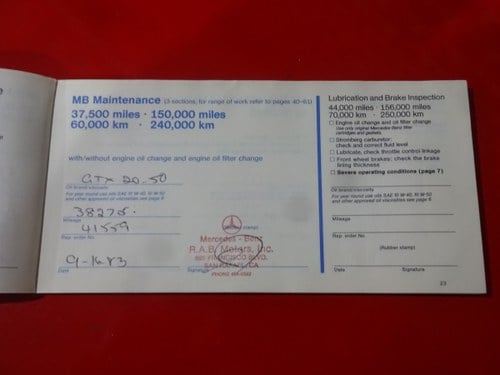 MB Maintenance (3 sections, for range of work refer to pages 40-61)
37,500 miles · 150,000 miles
60,000 km · 240,000 km
with/without engine oil change and engine oil filter change
GTX 20-50
Oil brand/viscosity
For year round use oils SAE 10 W-40, 10 W-50
and other approved oil viscosities see page 8
38275.
Mileage
41559
Rep. order No.
(Rubber stamp)
Mercedes-Benz
R.A.B. Motors, Inc.
FRANCISCO BLVD.
SAN RAFAEL, CA
PHONE
9-16 83
Date
Signature
Lubrication and Brake Inspection
44,000 miles · 156,000 miles
70,000 km · 250,000 km
□ Engine oil change and oil filter change
Use only original Mercedes-Benz filter
cartridges and gaskets
□ Stromberg carburetor:
check and correct fluid level
□ Lubricate, check throttle control linkage
□ Front wheel brakes: check the brake
lining thickness
□ Severe operating conditions (page 7)
Oil brand/viscosity
For year round use oils SAE 10 W-40, 10 W-50
and other approved oil viscosities see page 8
Mileage
Rep. order No.
(Rubber stamp)
Date Signature
23